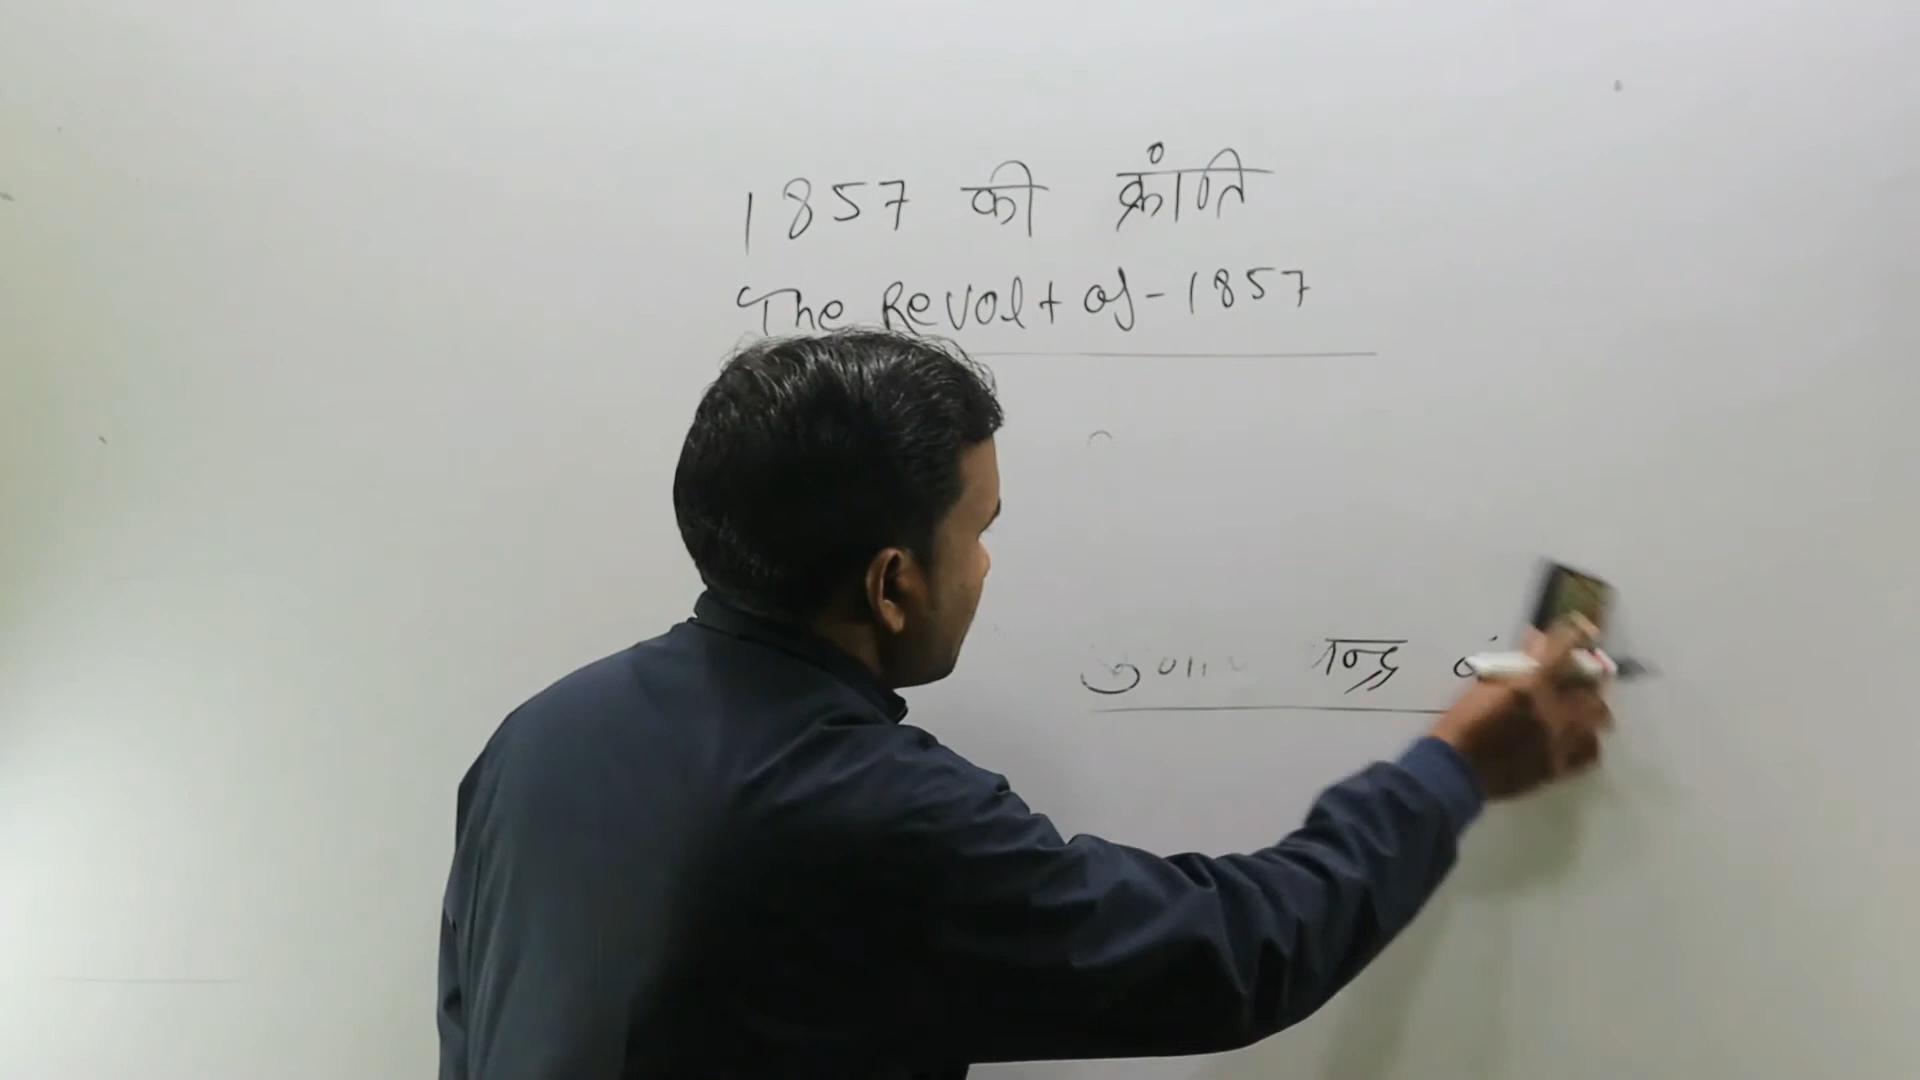 1857 की क्रांति
The Revolt of - 1857